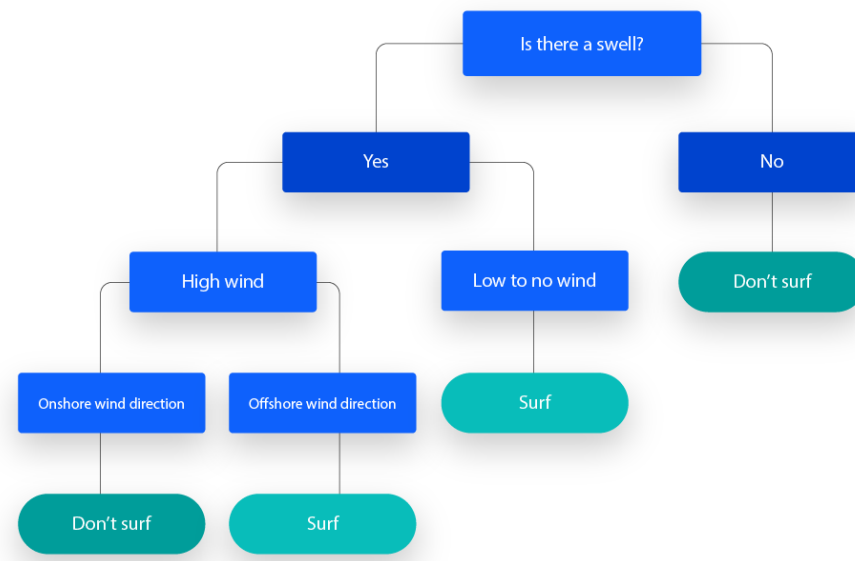 Is there a swell?
Yes
No
High wind
Low to no wind
Don't surf
Onshore wind direction
Offshore wind direction
Surf
Don't surf
Surf